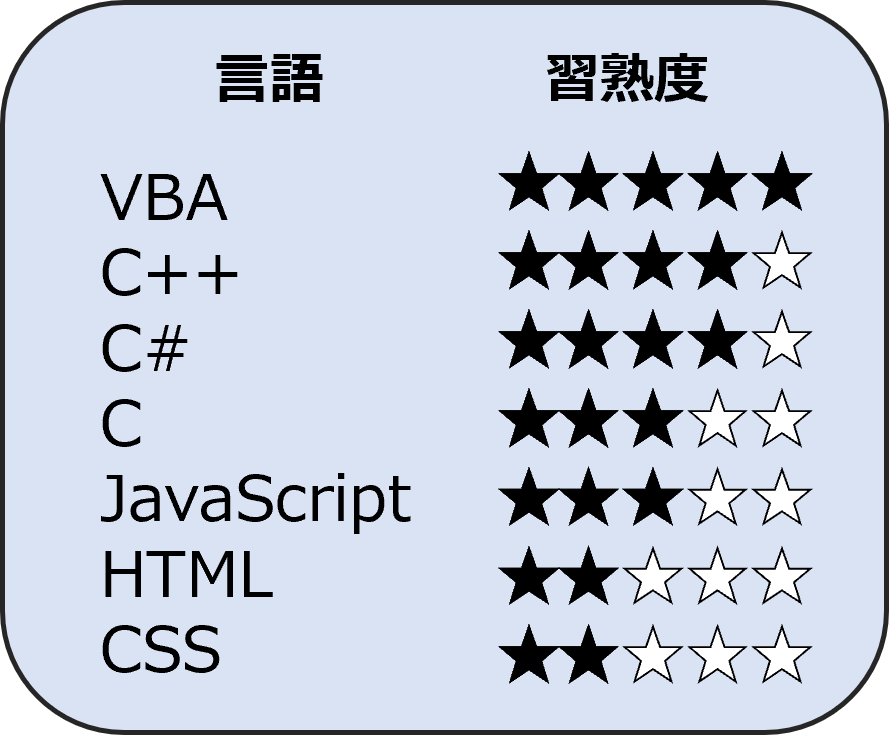 言語 習熟度
VBA ★★★★★
C++ ★★★★☆
C# ★★★★☆
C ★★★☆☆
JavaScript ★★★☆☆
HTML ★★☆☆☆
CSS ★★☆☆☆